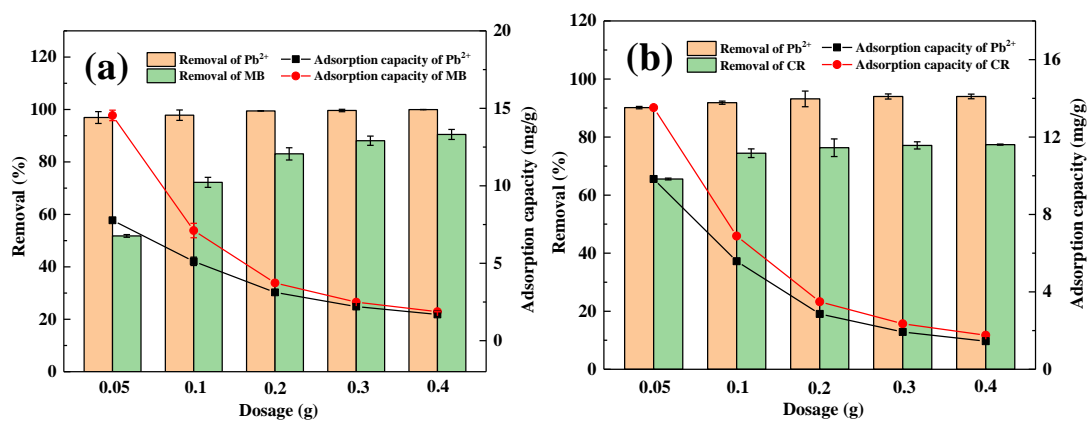 (a)
Removal of Pb²⁺
Removal of MB
Adsorption capacity of Pb²⁺
Adsorption capacity of MB
Removal (%)
0
20
40
60
80
100
120
0.05 0.1 0.2 0.3 0.4
Dosage (g)
Adsorption capacity (mg/g)
0
5
10
15
20
(b)
Removal of Pb²⁺
Removal of CR
Adsorption capacity of Pb²⁺
Adsorption capacity of CR
Removal (%)
0
20
40
60
80
100
120
0.05 0.1 0.2 0.3 0.4
Dosage (g)
Adsorption capacity (mg/g)
0
4
8
12
16